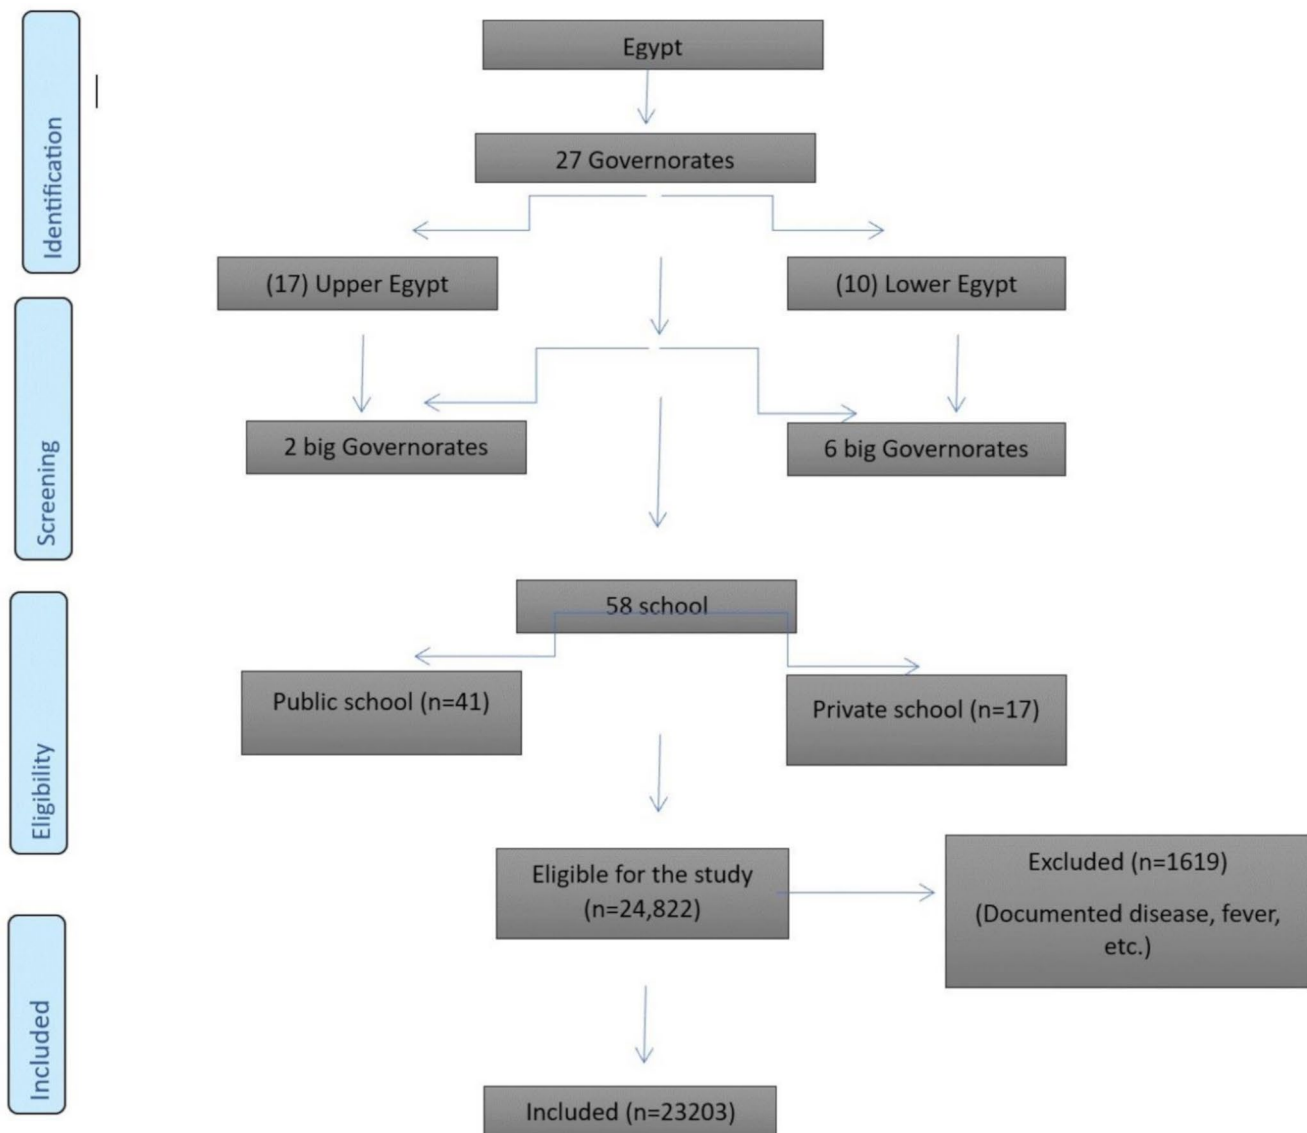 Identification
Egypt
27 Governorates
(17) Upper Egypt
(10) Lower Egypt
Screening
2 big Governorates
6 big Governorates
Eligibility
58 school
Public school (n=41)
Private school (n=17)
Eligible for the study
(n=24,822)
Excluded (n=1619)
(Documented disease, fever,
etc.)
Included
Included (n=23203)